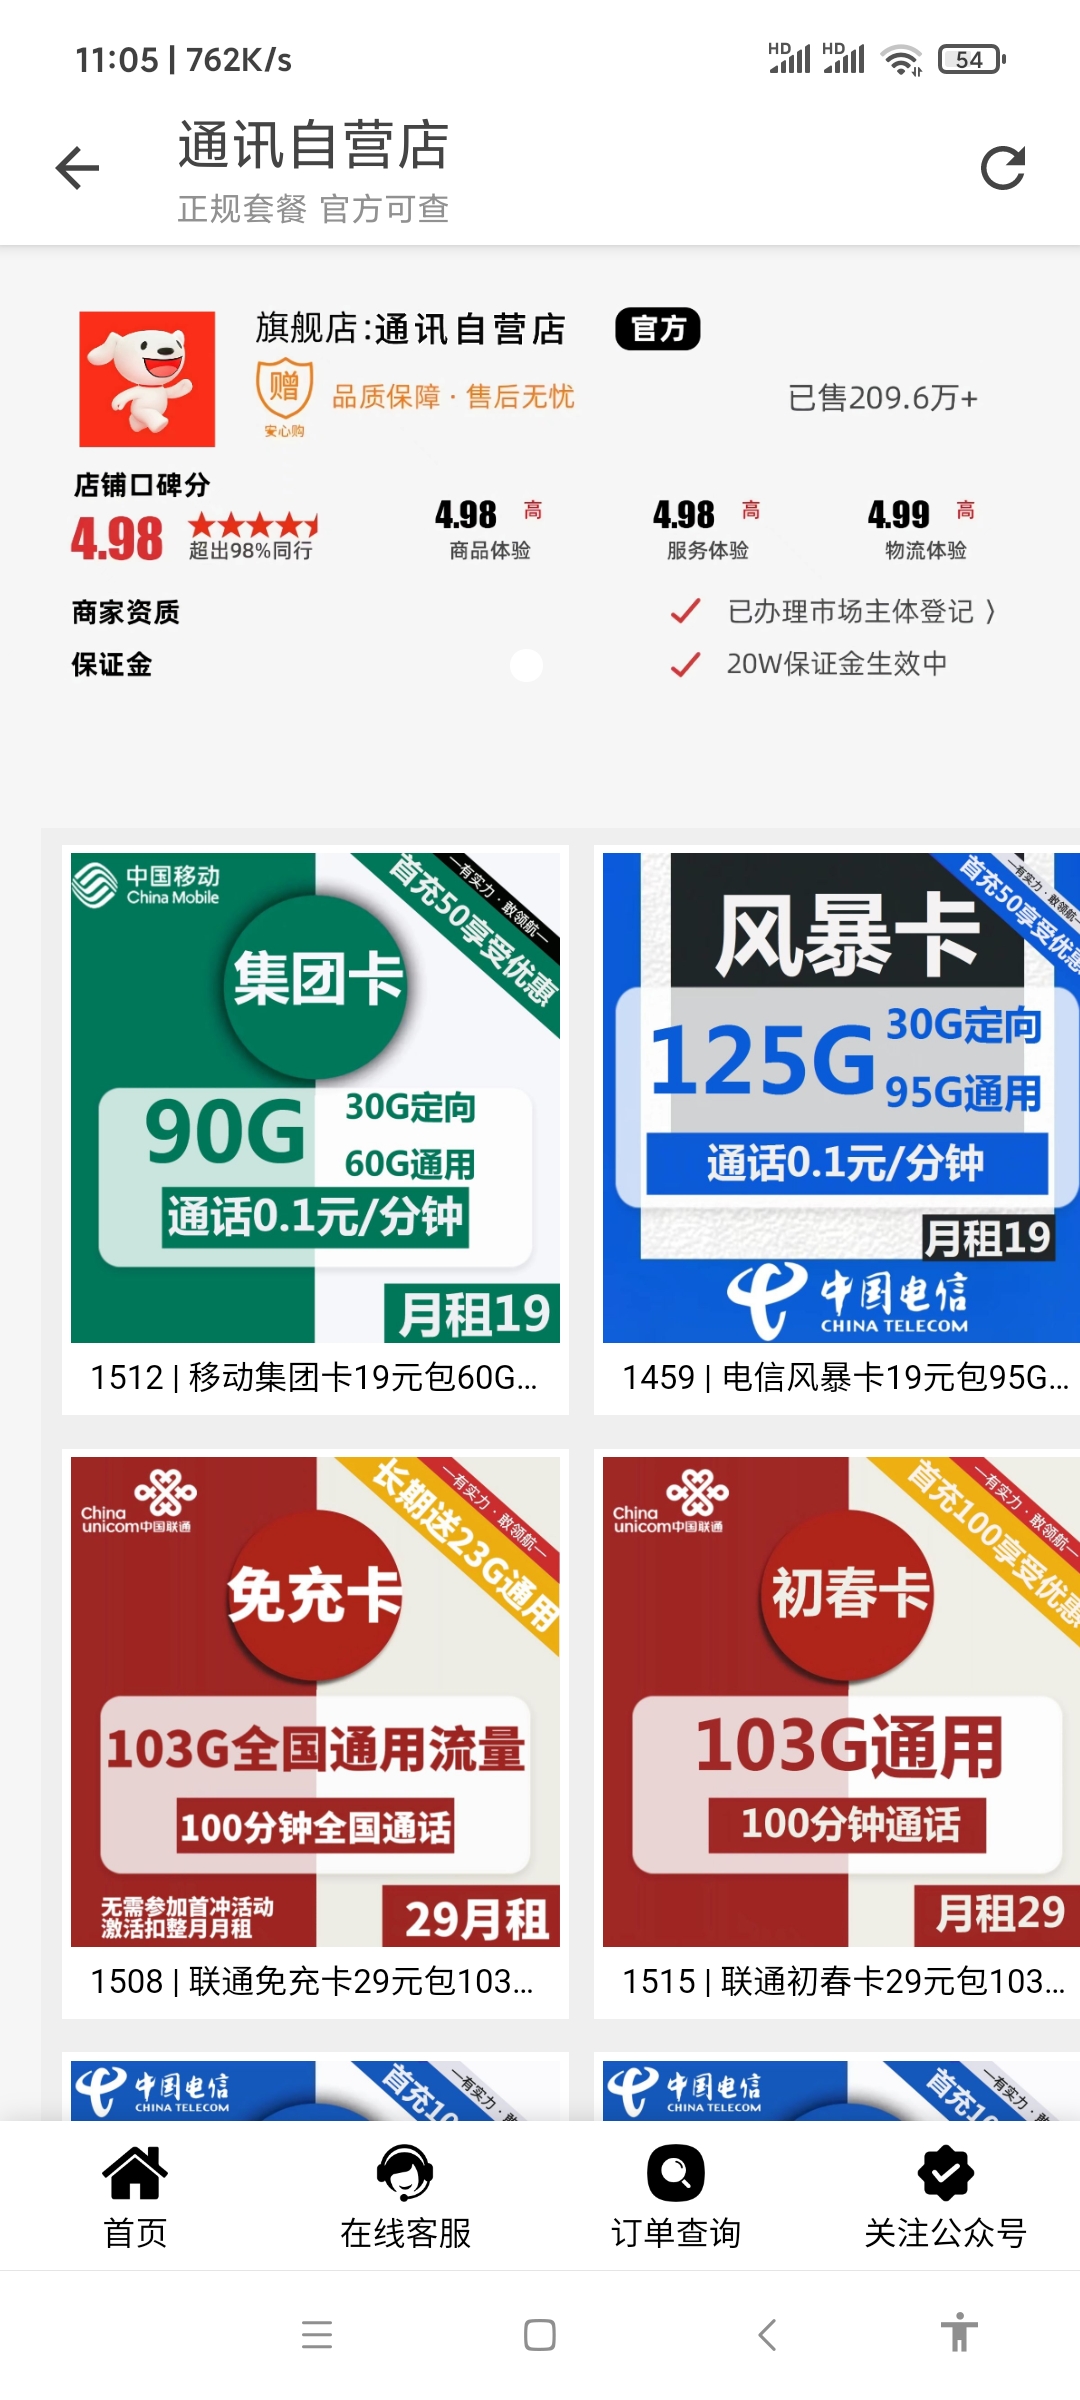 11:05 | 762K/s
HD HD 54
通讯自营店
正规套餐 官方可查
旗舰店:通讯自营店 官方
赠 品质保障 · 售后无忧 已售209.6万+
安心购
店铺口碑分
4.98 超出98%同行
4.98 高 商品体验
4.98 高 服务体验
4.99 高 物流体验
商家资质 已办理市场主体登记 〉
保证金 20W保证金生效中
中国移动
China Mobile
一有实力 · 敢领航一
首充50享受优惠
集团卡
90G
30G定向
60G通用
通话0.1元/分钟
月租19
1512 | 移动集团卡19元包60G...
一有实力 · 敢领航一
首充50享受优惠
风暴卡
125G
30G定向
95G通用
通话0.1元/分钟
月租19
中国电信
CHINA TELECOM
1459 | 电信风暴卡19元包95G...
China
unicom中国联通
一有实力 · 敢领航一
长期送23G通用
免充卡
103G全国通用流量
100分钟全国通话
无需参加首冲活动
激活扣整月月租
29月租
1508 | 联通免充卡29元包103...
China
unicom中国联通
一有实力 · 敢领航一
首充100享受优惠
初春卡
103G通用
100分钟通话
月租29
1515 | 联通初春卡29元包103...
中国电信
CHINA TELECOM
一有实力 · 敢
首充10
中国电信
CHINA TELECOM
一有实力 · 敢
首充10
首页
在线客服
订单查询
关注公众号